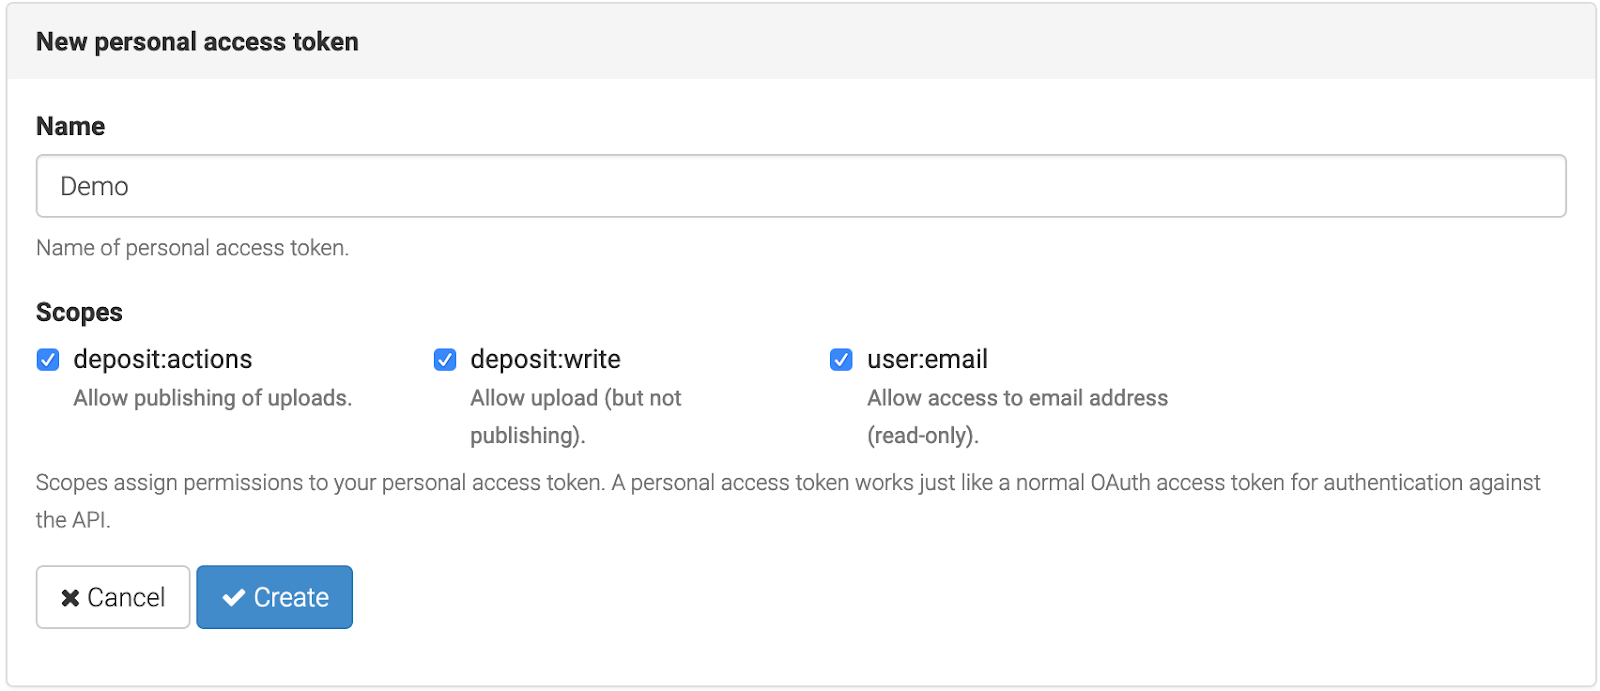 New personal access token
Name
Demo
Name of personal access token.
Scopes
deposit:actions
Allow publishing of uploads.
deposit:write
Allow upload (but not
publishing).
user:email
Allow access to email address
(read-only).
Scopes assign permissions to your personal access token. A personal access token works just like a normal OAuth access token for authentication against
the API.
Cancel
Create